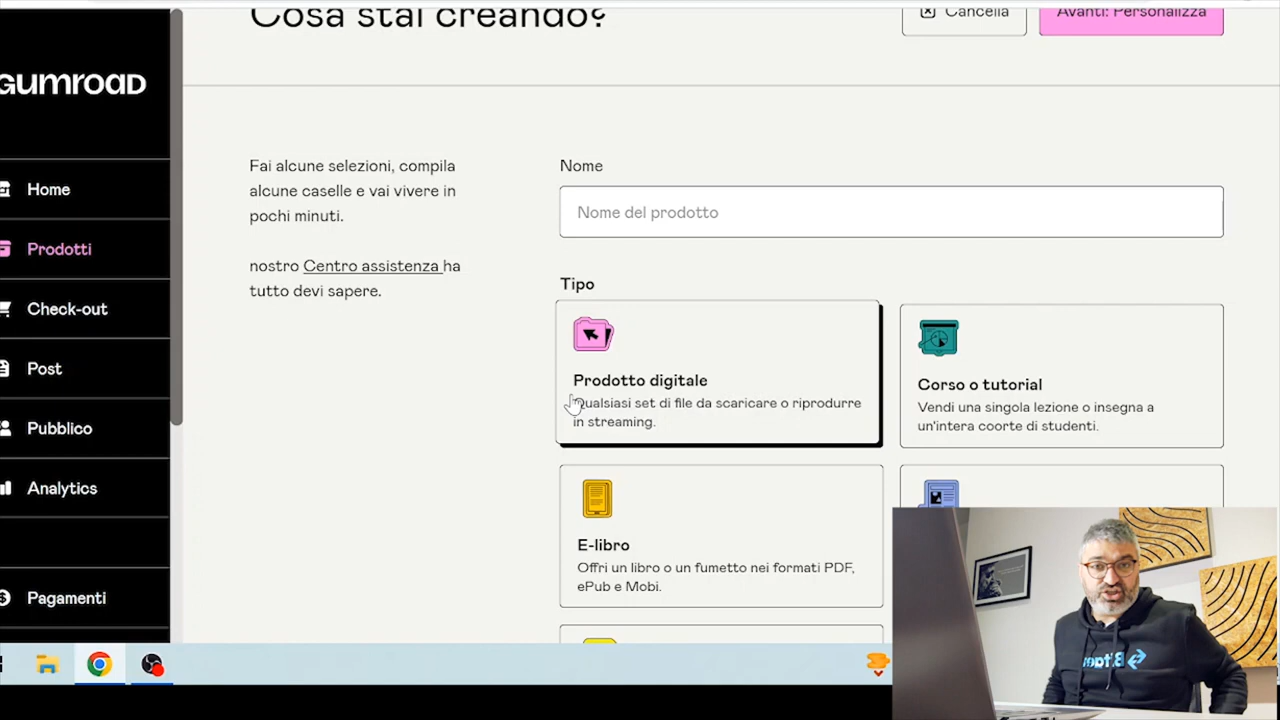 Cosa stai creando?
Cancella
Avanti: Personalizza
GUMROAD
Home
Prodotti
Check-out
Post
Pubblico
Analytics
Pagamenti
Fai alcune selezioni, compila
alcune caselle e vai vivere in
pochi minuti.
nostro Centro assistenza ha
tutto devi sapere.
Nome
Nome del prodotto
Tipo
Prodotto digitale
Qualsiasi set di file da scaricare o riprodurre
in streaming.
Corso o tutorial
Vendi una singola lezione o insegna a
un'intera coorte di studenti.
E-libro
Offri un libro o un fumetto nei formati PDF,
ePub e Mobi.